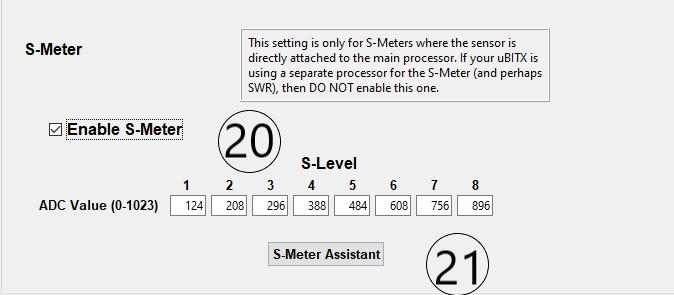 S-Meter
This setting is only for S-Meters where the sensor is
directly attached to the main processor. If your uBITX is
using a separate processor for the S-Meter (and perhaps
SWR), then DO NOT enable this one.
Enable S-Meter
20
S-Level
1 2 3 4 5 6 7 8
ADC Value (0-1023) 124 208 296 388 484 608 756 896
S-Meter Assistant
21